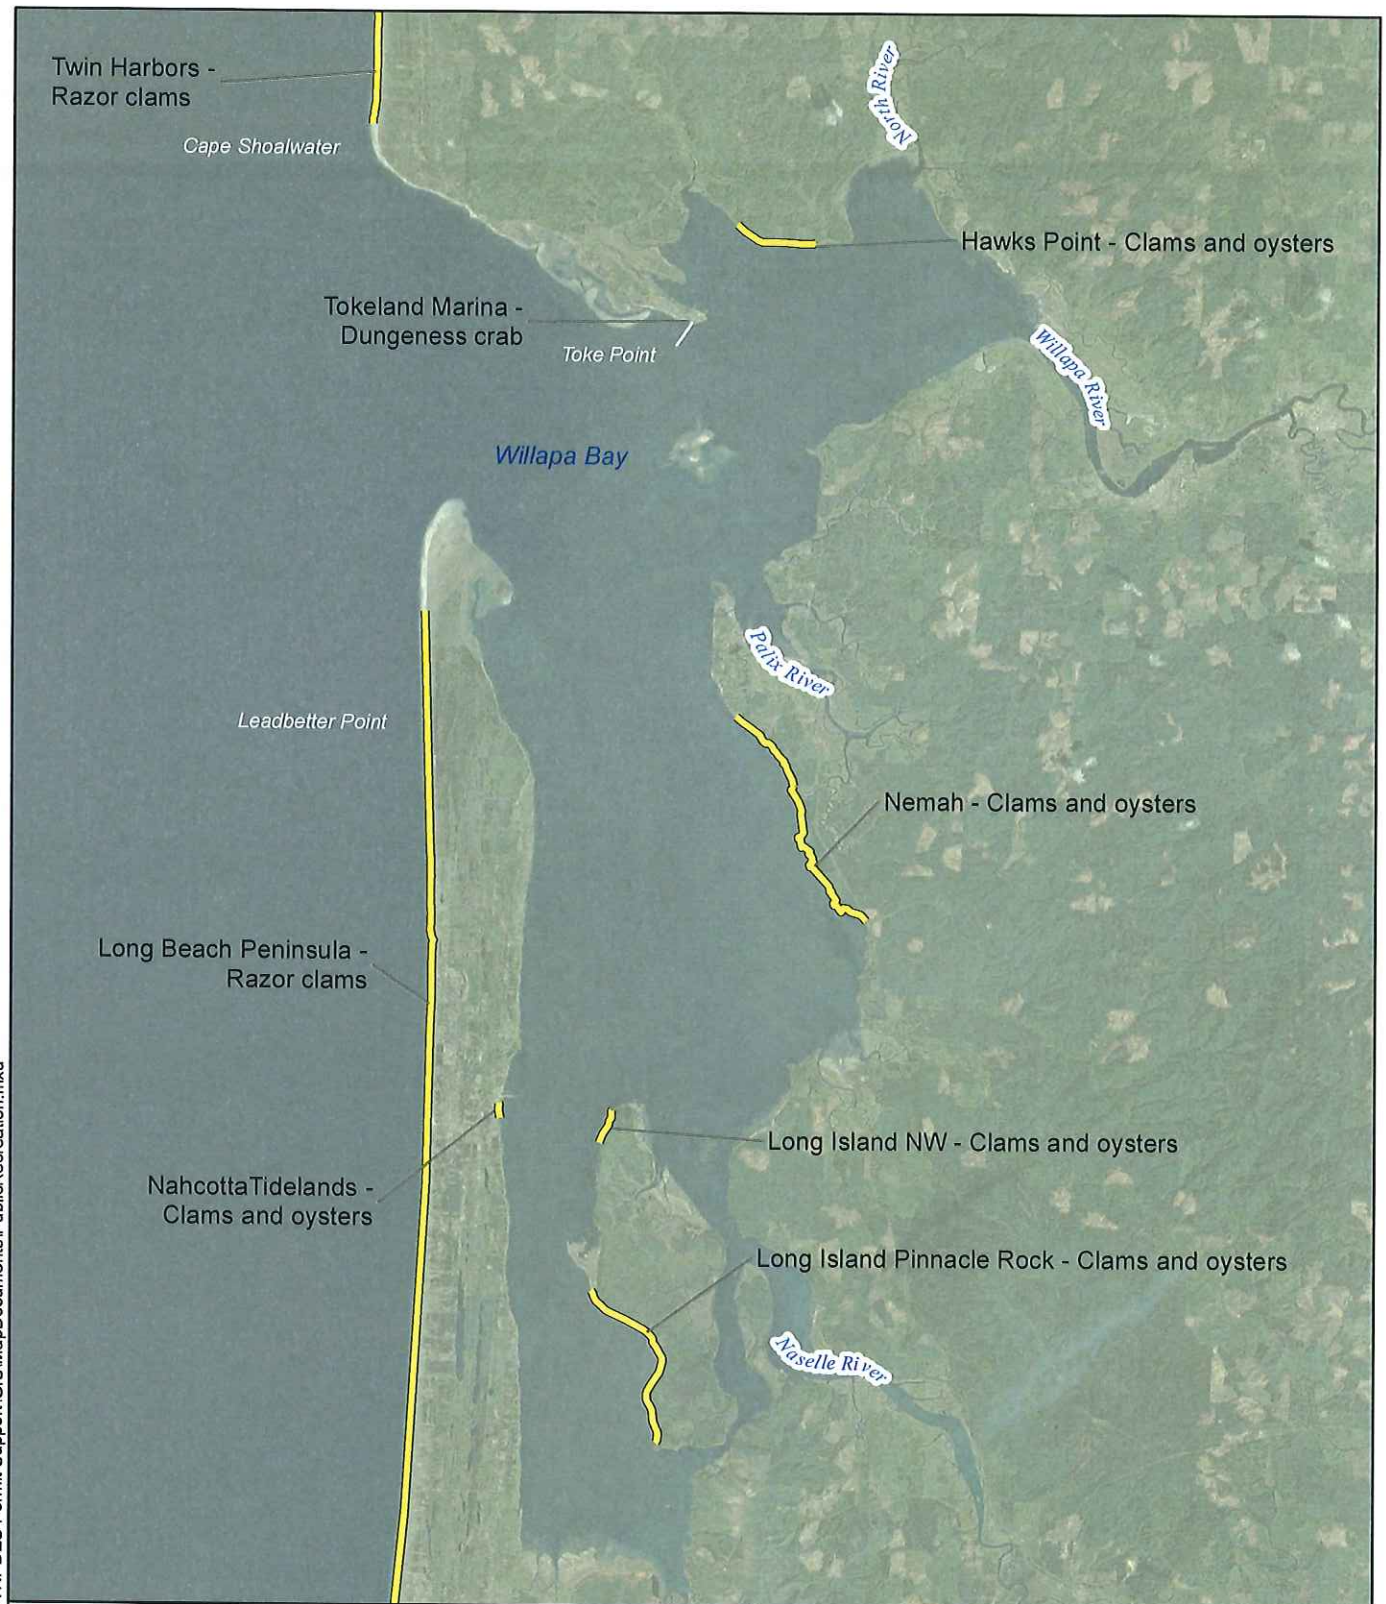 Twin Harbors -
Razor clams
Cape Shoalwater
North River
Hawks Point - Clams and oysters
Tokeland Marina -
Dungeness crab
Toke Point
Willapa River
Willapa Bay
Palix River
Leadbetter Point
Nemah - Clams and oysters
Long Beach Peninsula -
Razor clams
Long Island NW - Clams and oysters
NahcottaTidelands -
Clams and oysters
Long Island Pinnacle Rock - Clams and oysters
Naselle River